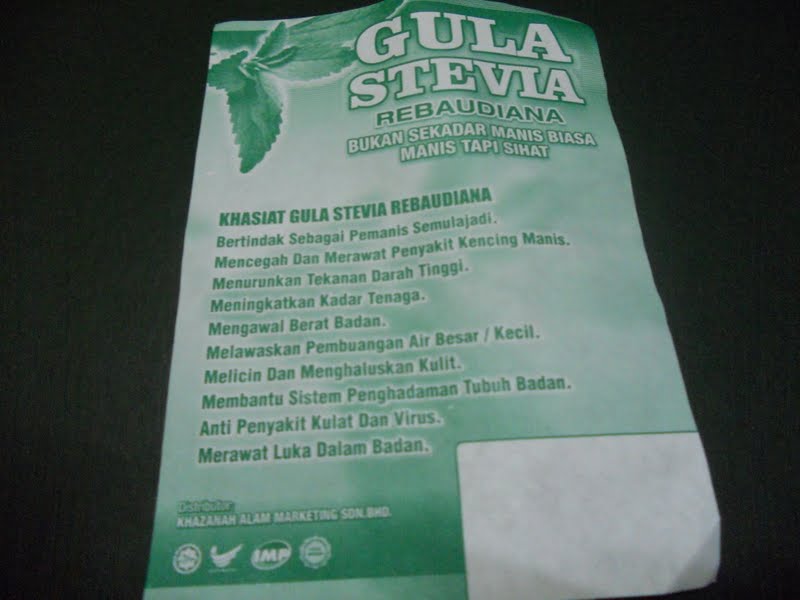 GULA
STEVIA
REBAUDIANA
BUKAN SEKADAR MANIS BIASA
MANIS TAPI SIHAT
KHASIAT GULA STEVIA REBAUDIANA
Bertindak Sebagai Pemanis Semulajadi.
Mencegah Dan Merawat Penyakit Kencing Manis.
Menurunkan Tekanan Darah Tinggi.
Meningkatkan Kadar Tenaga.
Mengawal Berat Badan.
Melawaskan Pembuangan Air Besar / Kecil.
Melicin Dan Menghaluskan Kulit.
Membantu Sistem Penghadaman Tubuh Badan.
Anti Penyakit Kulat Dan Virus.
Merawat Luka Dalam Badan.
Distributor:
KHAZANAH ALAM MARKETING SDN.BHD.
IMP